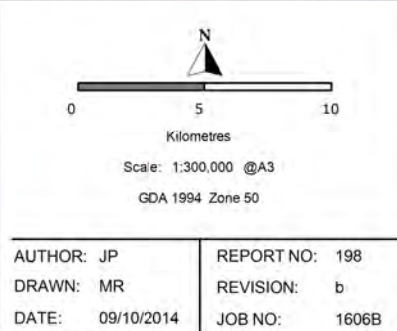 N
0 5 10
Kilometres
Scale: 1:300,000 @A3
GDA 1994 Zone 50
AUTHOR: JP REPORT NO: 198
DRAWN: MR REVISION: b
DATE: 09/10/2014 JOB NO: 1606B